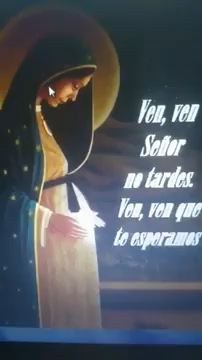 Ven, ven
Señor
no tardes.
Ven, ven que
te esperamos